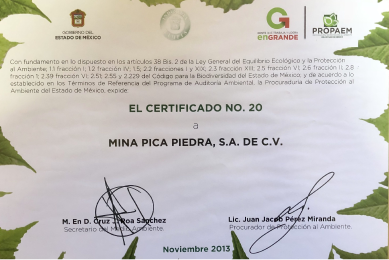 GOBIERNO DEL
ESTADO DE MÉXICO
enGRANDE
PROPAEM
Con fundamento en lo dispuesto en los artículos 38 Bis. 2 de la Ley General del Equilibrio Ecológico y la Protección
al Ambiente; 1.1 fracción I; 1.2 fracción IV; 1.5; 2.2 fracciones I y XIX; 2.3 fracción XIII; 2.5 fracción VI; 2.6 fracción II; 2.8
fracción I; 2.39 fracción VI; 2.51; 2.55 y 2.229 del Código para la Biodiversidad del Estado de México; y de acuerdo a lo
establecido en los Términos de Referencia del Programa de Auditoría Ambiental, la Procuraduría de Protección al
Ambiente del Estado de México, expide:
EL CERTIFICADO NO. 20
a
MINA PICA PIEDRA, S.A. DE C.V.
M. En D. Cruz J. Roa Sánchez
Secretario del Medio Ambiente.
Lic. Juan Jacob Pérez Miranda
Procurador de Protección al Ambiente.
Noviembre 2013